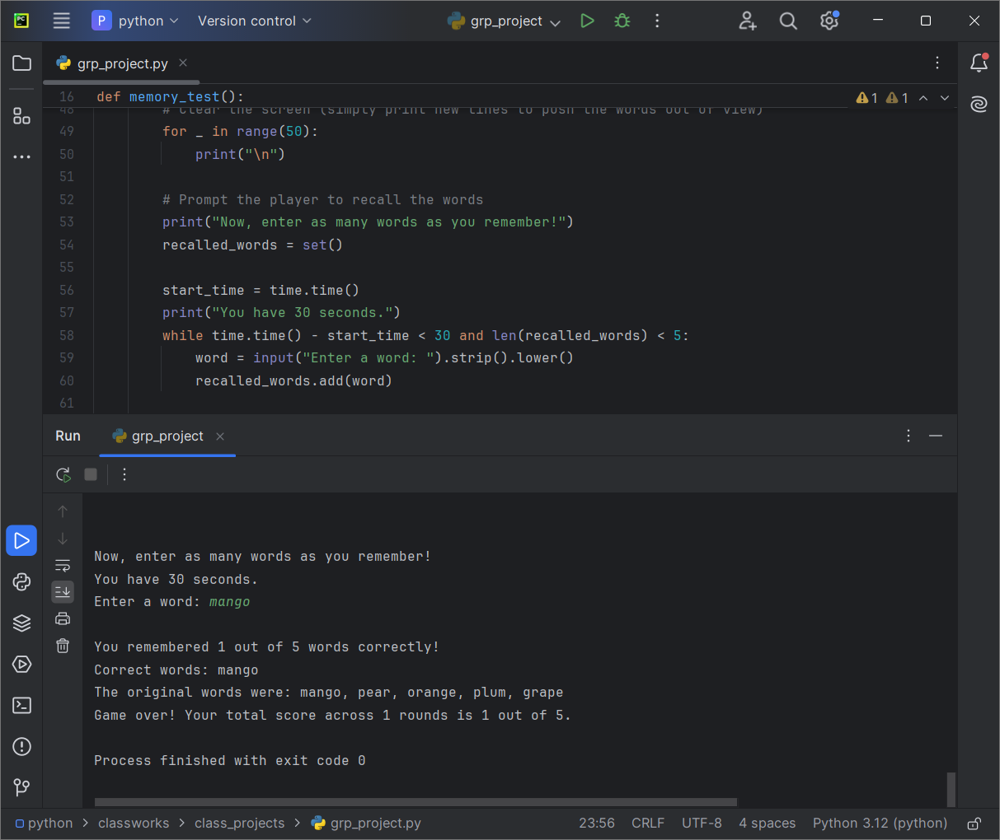 PC
P python Version control grp_project
grp_project.py
16 def memory_test(): 1 1
48 # Clear the screen (simply print new lines to push the words out of view)
49 for _ in range(50):
50 print("\n")
51
52 # Prompt the player to recall the words
53 print("Now, enter as many words as you remember!")
54 recalled_words = set()
55
56 start_time = time.time()
57 print("You have 30 seconds.")
58 while time.time() - start_time < 30 and len(recalled_words) < 5:
59 word = input("Enter a word: ").strip().lower()
60 recalled_words.add(word)
61
Run grp_project
Now, enter as many words as you remember!
You have 30 seconds.
Enter a word: mango
You remembered 1 out of 5 words correctly!
Correct words: mango
The original words were: mango, pear, orange, plum, grape
Game over! Your total score across 1 rounds is 1 out of 5.
Process finished with exit code 0
python > classworks > class_projects > grp_project.py 23:56 CRLF UTF-8 4 spaces Python 3.12 (python)